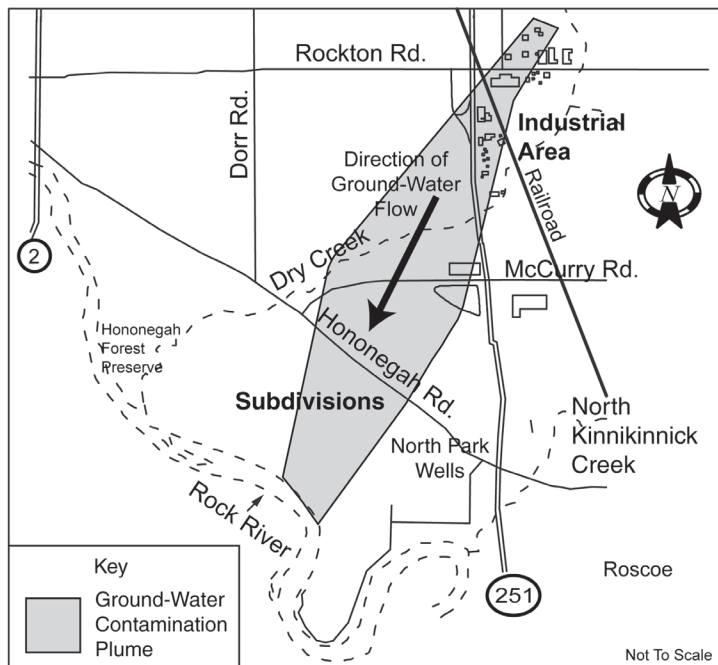 Rockton Rd.
Dorr Rd.
Industrial
Area
Direction of
Ground-Water
Flow
Railroad
N
2
Dry Creek
McCurry Rd.
Hononegah
Forest
Preserve
Hononegah Rd.
Subdivisions
North
Kinnikinnick
Creek
North Park
Wells
Rock River
Key
Ground-Water
Contamination
Plume
251
Roscoe
Not To Scale